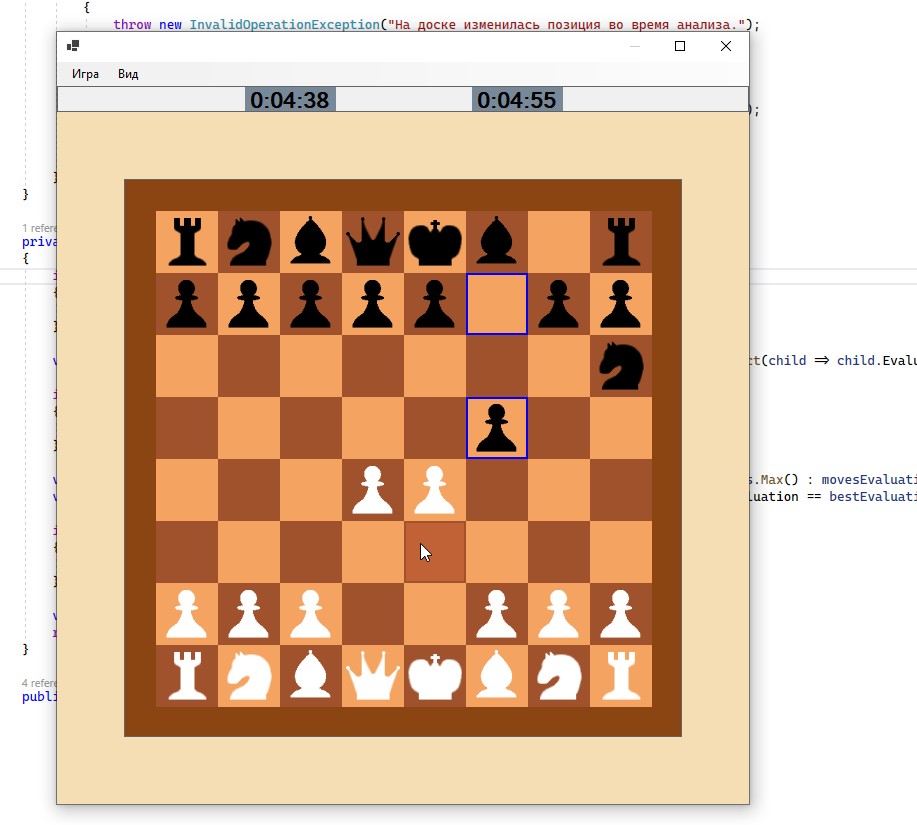 {
throw new InvalidOperationException("На доске изменилась позиция во время анализа.");
Игра Вид
0:04:38 0:04:55
);
}
1 refere
priva
{
child => child.Evalu
s.Max() : movesEvaluati
luation == bestEvaluati
}
4 refere
publi